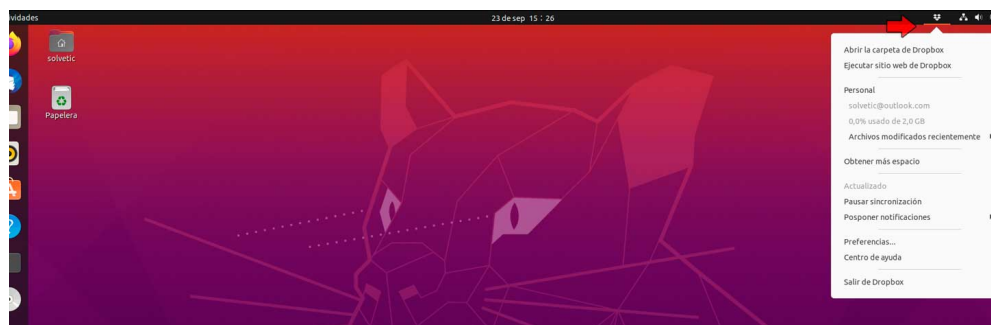 vidades
23 de sep 15 : 26
solvetic
Papelera
Abrir la carpeta de Dropbox
Ejecutar sitio web de Dropbox
Personal
solvetic@outlook.com
0,0% usado de 2,0 GB
Archivos modificados recientemente
Obtener más espacio
Actualizado
Pausar sincronización
Posponer notificaciones
Preferencias...
Centro de ayuda
Salir de Dropbox